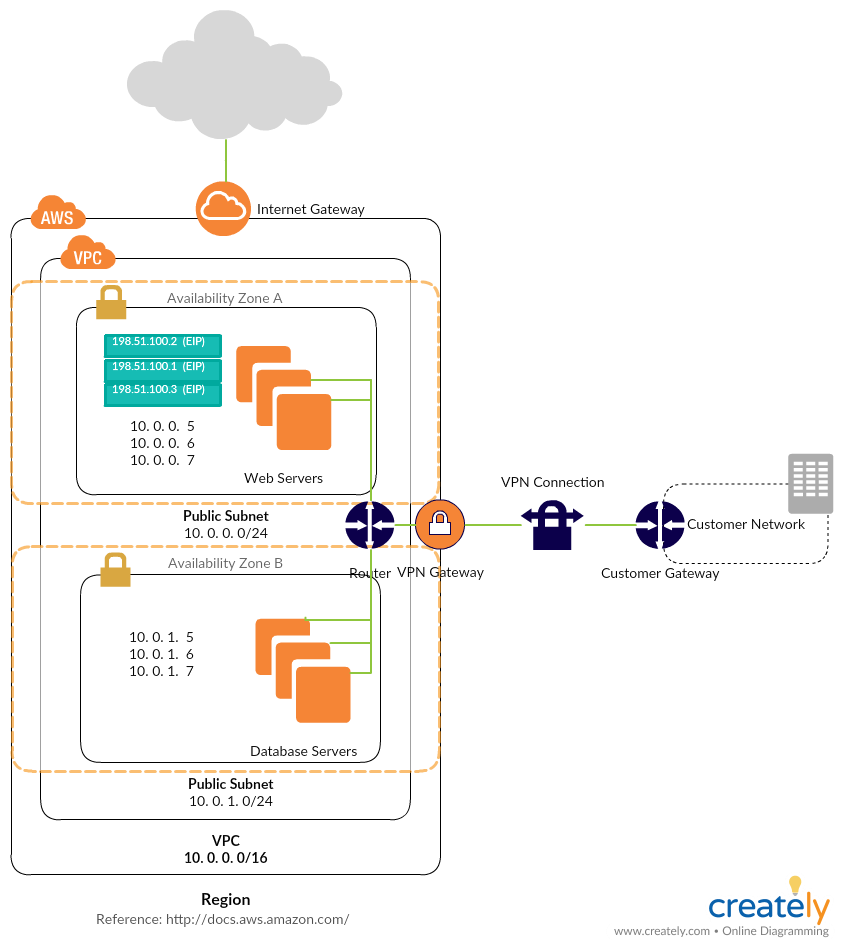 Internet Gateway
AWS
VPC
Availability Zone A
198.51.100.2 (EIP)
198.51.100.1 (EIP)
198.51.100.3 (EIP)
10. 0. 0. 5
10. 0. 0. 6
10. 0. 0. 7
Web Servers
VPN Connection
Public Subnet
10. 0. 0. 0/24
Customer Network
Availability Zone B
Router
VPN Gateway
Customer Gateway
10. 0. 1. 5
10. 0. 1. 6
10. 0. 1. 7
Database Servers
Public Subnet
10. 0. 1. 0/24
VPC
10. 0. 0. 0/16
Region
Reference: http://docs.aws.amazon.com/
creately
www.creately.com • Online Diagramming